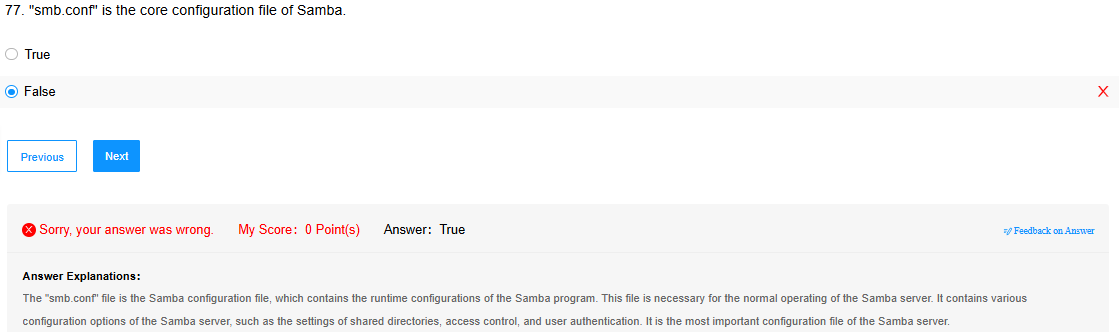 77. "smb.conf" is the core configuration file of Samba.
True
False
X
Previous
Next
Sorry, your answer was wrong. My Score: 0 Point(s) Answer: True
Feedback on Answer
Answer Explanations:
The "smb.conf" file is the Samba configuration file, which contains the runtime configurations of the Samba program. This file is necessary for the normal operating of the Samba server. It contains various
configuration options of the Samba server, such as the settings of shared directories, access control, and user authentication. It is the most important configuration file of the Samba server.